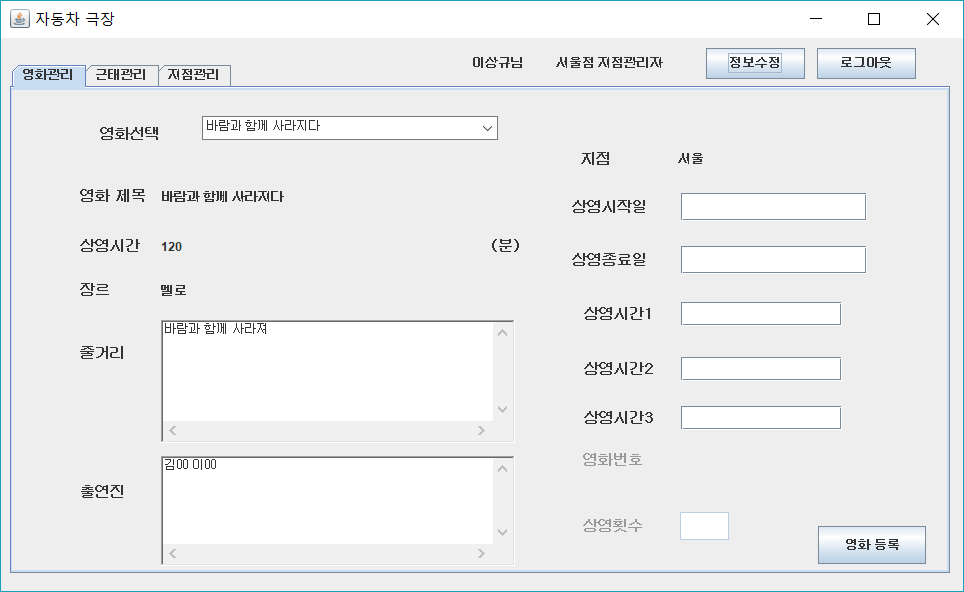 자동차 극장
이상규님 서울점 지점관리자 정보수정 로그아웃
영화관리 근태관리 지점관리
영화선택 바람과 함께 사라지다
지점 서울
영화 제목 바람과 함께 사라져다
상영시작일
상영시간 120 (분)
상영종료일
장르 멜로
상영시간1
줄거리 바람과 함께 사라져
상영시간2
상영시간3
출연진 김00 이00
영화번호
상영횟수
영화 등록